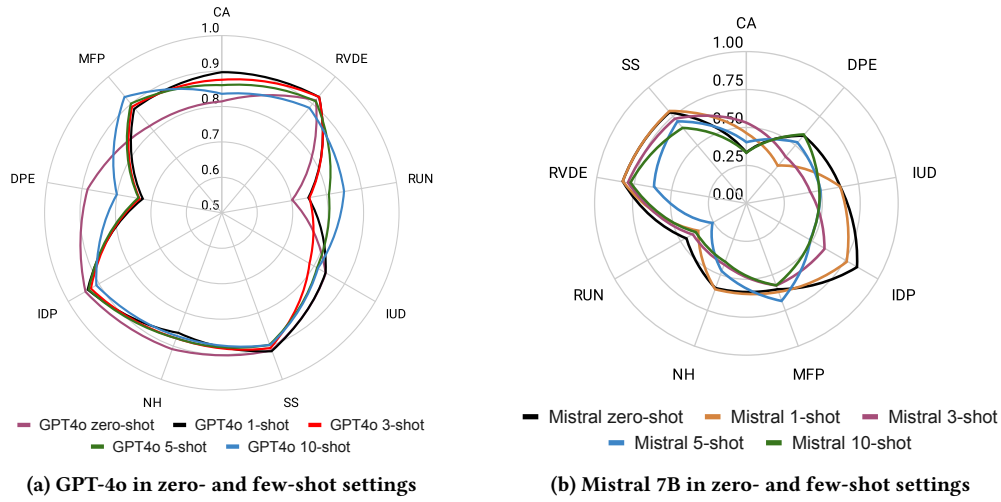 CA
1.0
MFP
RVDE
0.9
0.8
0.7
DPE
RUN
0.6
0.5
IDP
IUD
NH
SS
GPT4o zero-shot GPT4o 1-shot GPT4o 3-shot
GPT4o 5-shot GPT4o 10-shot
(a) GPT-4o in zero- and few-shot settings
CA
1.00
SS
DPE
0.75
0.50
RVDE
IUD
0.25
0.00
RUN
IDP
NH
MFP
Mistral zero-shot Mistral 1-shot Mistral 3-shot
Mistral 5-shot Mistral 10-shot
(b) Mistral 7B in zero- and few-shot settings